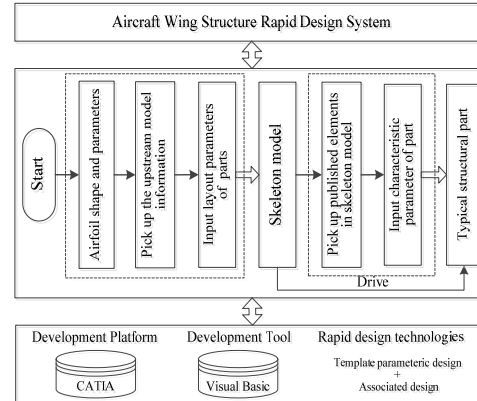 Aircraft Wing Structure Rapid Design System
Start
Airfoil shape and parameters
Pick up the upstream model
information
Input layout parameters
of parts
Skeleton model
Pick up published elements
in skeleton model
Input characteristic
parameter of part
Typical structural part
Drive
Development Platform
CATIA
Development Tool
Visual Basic
Rapid design technologies
Template parameteric design
+
Associated design